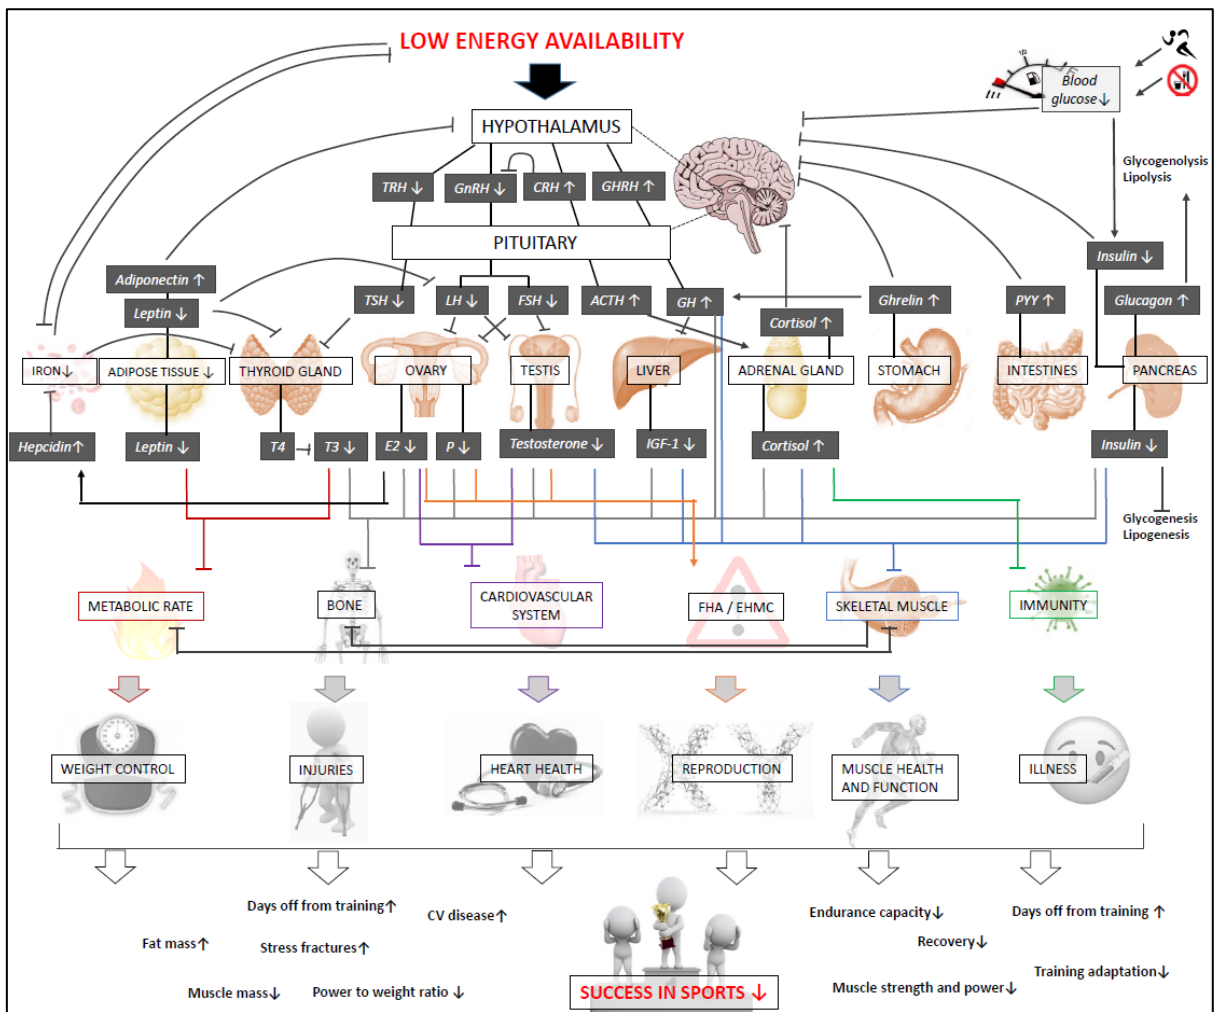 LOW ENERGY AVAILABILITY
Blood
glucose↓
HYPOTHALAMUS
Glycogenolysis
Lipolysis
TRH ↓
GnRH ↓
CRH ↑
GHRH ↑
PITUITARY
Insulin ↓
Adiponectin ↑
Leptin ↓
TSH ↓
LH ↓
FSH ↓
ACTH ↑
GH ↑
Cortisol ↑
Ghrelin ↑
PYY ↑
Glucagon ↑
IRON↓
ADIPOSE TISSUE ↓
THYROID GLAND
OVARY
TESTIS
LIVER
ADRENAL GLAND
STOMACH
INTESTINES
PANCREAS
Hepcidin↑
Leptin ↓
T4
T3 ↓
E2 ↓
P ↓
Testosterone ↓
IGF-1 ↓
Cortisol ↑
Insulin ↓
Glycogenesis
Lipogenesis
METABOLIC RATE
BONE
CARDIOVASCULAR
SYSTEM
FHA / EHMC
SKELETAL MUSCLE
IMMUNITY
WEIGHT CONTROL
INJURIES
HEART HEALTH
REPRODUCTION
MUSCLE HEALTH
AND FUNCTION
ILLNESS
Days off from training↑
CV disease↑
Endurance capacity↓
Days off from training ↑
Fat mass↑
Stress fractures↑
Recovery↓
Training adaptation↓
Muscle mass↓
Power to weight ratio ↓
SUCCESS IN SPORTS ↓
Muscle strength and power↓